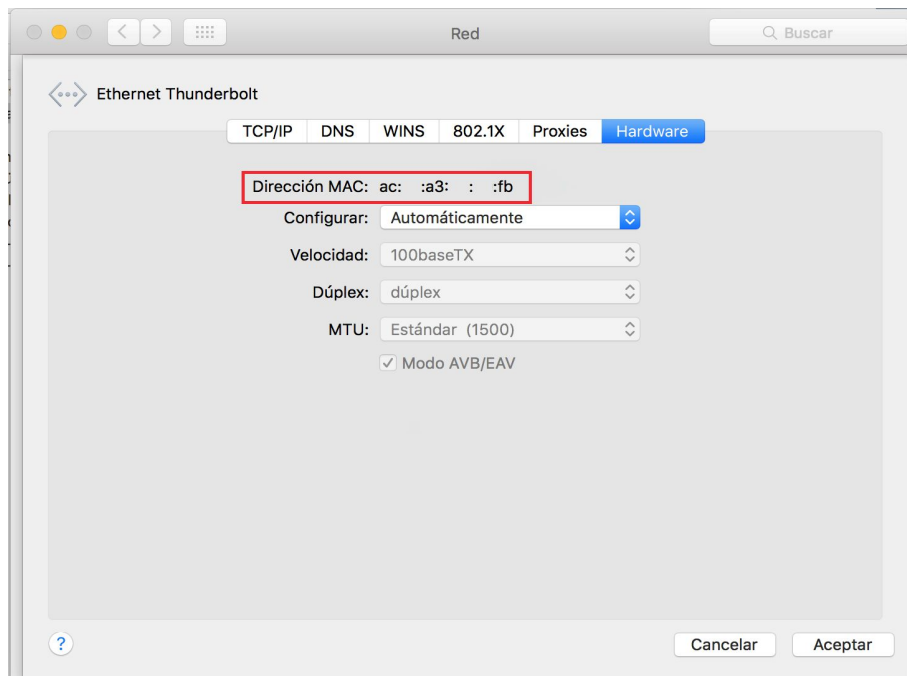 Red
Buscar
Ethernet Thunderbolt
TCP/IP DNS WINS 802.1X Proxies Hardware
Dirección MAC: ac: :a3: : :fb
Configurar: Automáticamente
Velocidad: 100baseTX
Dúplex: dúplex
MTU: Estándar (1500)
Modo AVB/EAV
?
Cancelar Aceptar